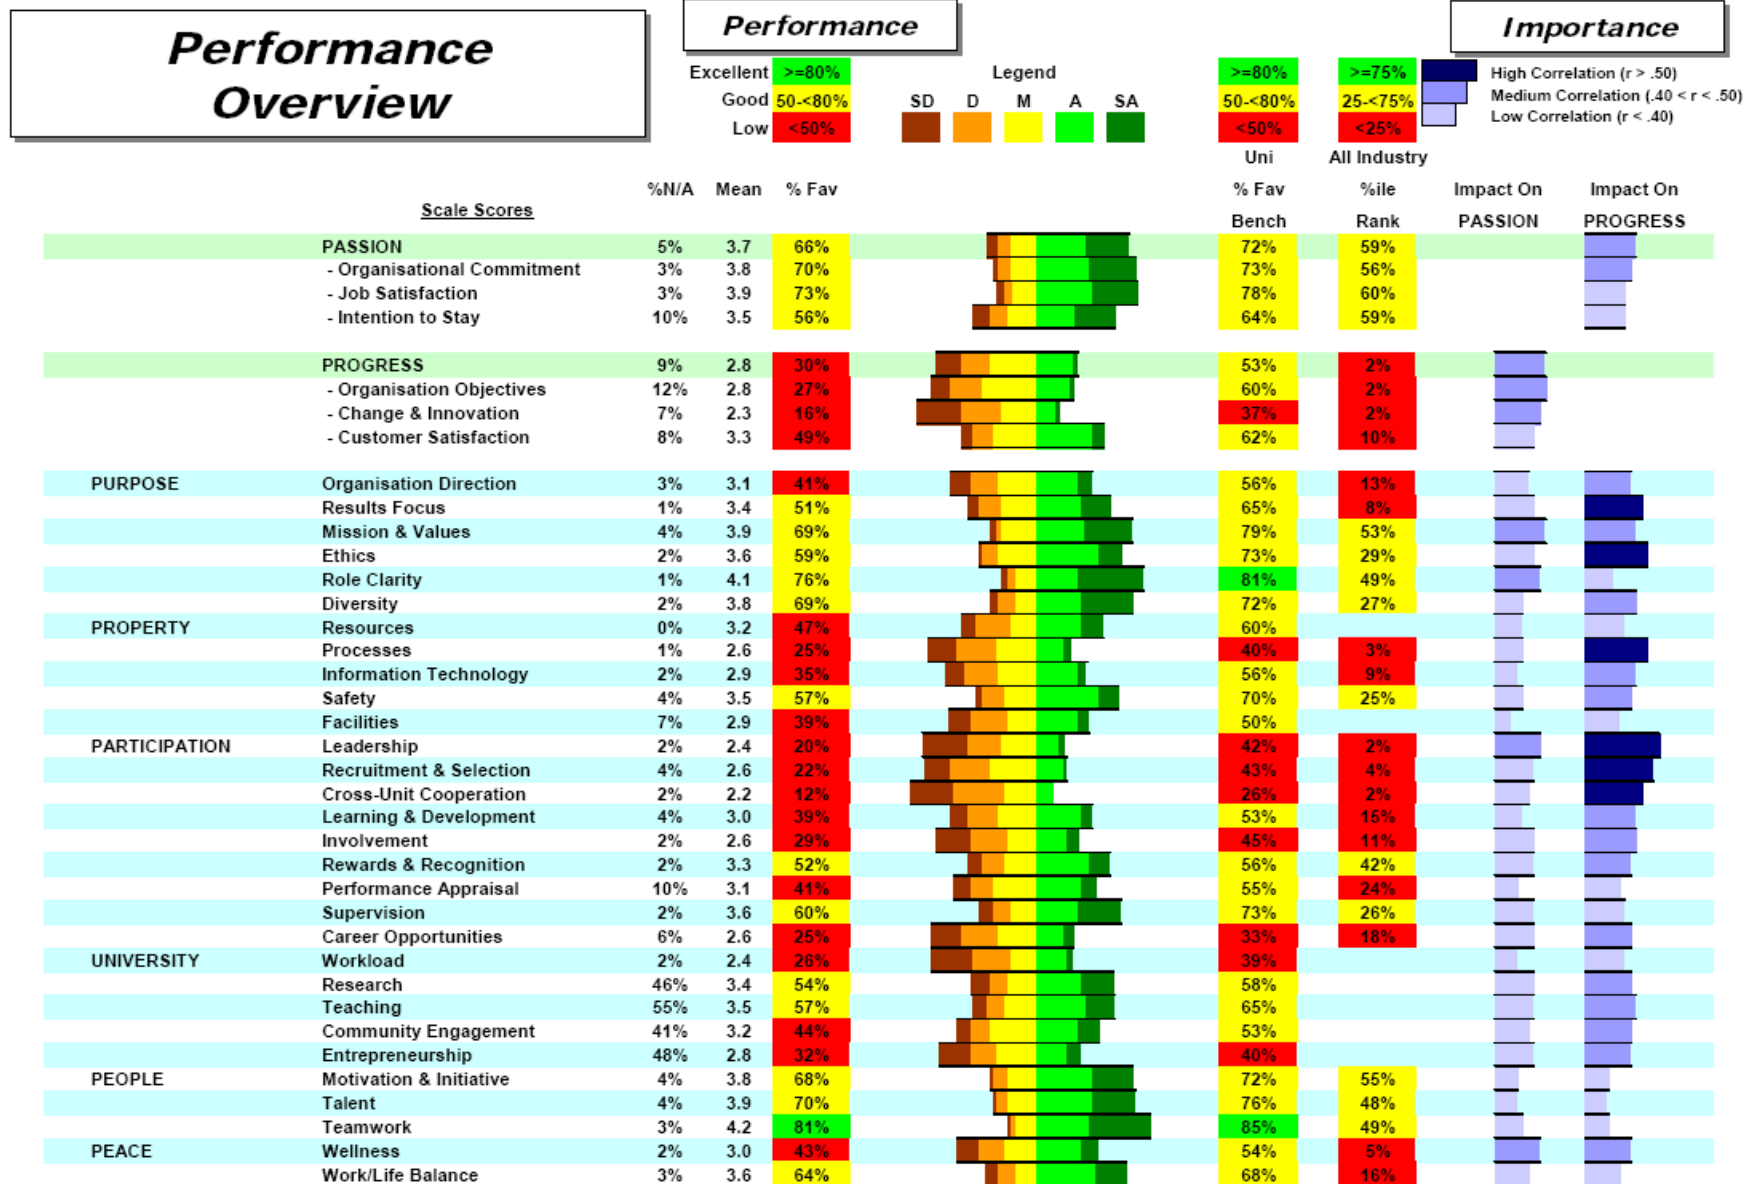 Performance
Overview
Performance
Importance
Excellent >=80% Legend >=80% >=75% High Correlation (r > .50)
Good 50-<80% SD D M A SA 50-<80% 25-<75% Medium Correlation (.40 < r < .50)
Low <50% <50% <25% Low Correlation (r < .40)
Uni All Industry
%N/A Mean % Fav % Fav %ile Impact On Impact On
Scale Scores Bench Rank PASSION PROGRESS
PASSION 5% 3.7 66% 72% 59%
- Organisational Commitment 3% 3.8 70% 73% 56%
- Job Satisfaction 3% 3.9 73% 78% 60%
- Intention to Stay 10% 3.5 56% 64% 59%
PROGRESS 9% 2.8 30% 53% 2%
- Organisation Objectives 12% 2.8 27% 60% 2%
- Change & Innovation 7% 2.3 16% 37% 2%
- Customer Satisfaction 8% 3.3 49% 62% 10%
PURPOSE Organisation Direction 3% 3.1 41% 56% 13%
Results Focus 1% 3.4 51% 65% 8%
Mission & Values 4% 3.9 69% 79% 53%
Ethics 2% 3.6 59% 73% 29%
Role Clarity 1% 4.1 76% 81% 49%
Diversity 2% 3.8 69% 72% 27%
PROPERTY Resources 0% 3.2 47% 60%
Processes 1% 2.6 25% 40% 3%
Information Technology 2% 2.9 35% 56% 9%
Safety 4% 3.5 57% 70% 25%
Facilities 7% 2.9 39% 50%
PARTICIPATION Leadership 2% 2.4 20% 42% 2%
Recruitment & Selection 4% 2.6 22% 43% 4%
Cross-Unit Cooperation 2% 2.2 12% 26% 2%
Learning & Development 4% 3.0 39% 53% 15%
Involvement 2% 2.6 29% 45% 11%
Rewards & Recognition 2% 3.3 52% 56% 42%
Performance Appraisal 10% 3.1 41% 55% 24%
Supervision 2% 3.6 60% 73% 26%
Career Opportunities 6% 2.6 25% 33% 18%
UNIVERSITY Workload 2% 2.4 26% 39%
Research 46% 3.4 54% 58%
Teaching 55% 3.5 57% 65%
Community Engagement 41% 3.2 44% 53%
Entrepreneurship 48% 2.8 32% 40%
PEOPLE Motivation & Initiative 4% 3.8 68% 72% 55%
Talent 4% 3.9 70% 76% 48%
Teamwork 3% 4.2 81% 85% 49%
PEACE Wellness 2% 3.0 43% 54% 5%
Work/Life Balance 3% 3.6 64% 68% 16%